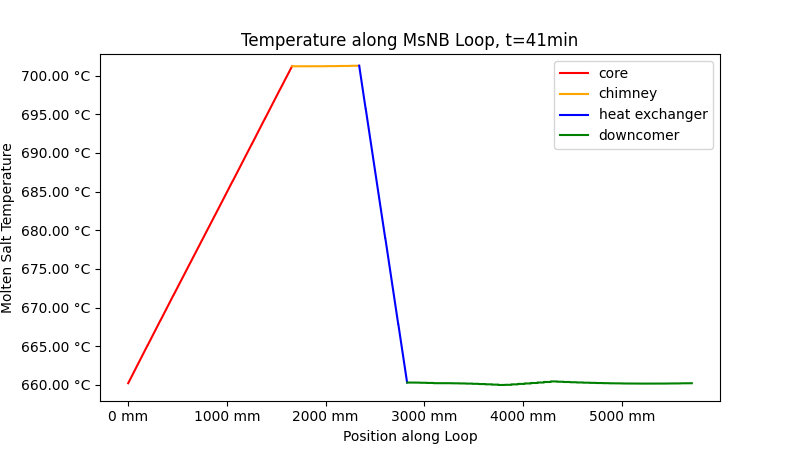 Temperature along MsNB Loop, t=41min
core
chimney
heat exchanger
downcomer
Molten Salt Temperature
700.00 °C
695.00 °C
690.00 °C
685.00 °C
680.00 °C
675.00 °C
670.00 °C
665.00 °C
660.00 °C
0 mm 1000 mm 2000 mm 3000 mm 4000 mm 5000 mm
Position along Loop